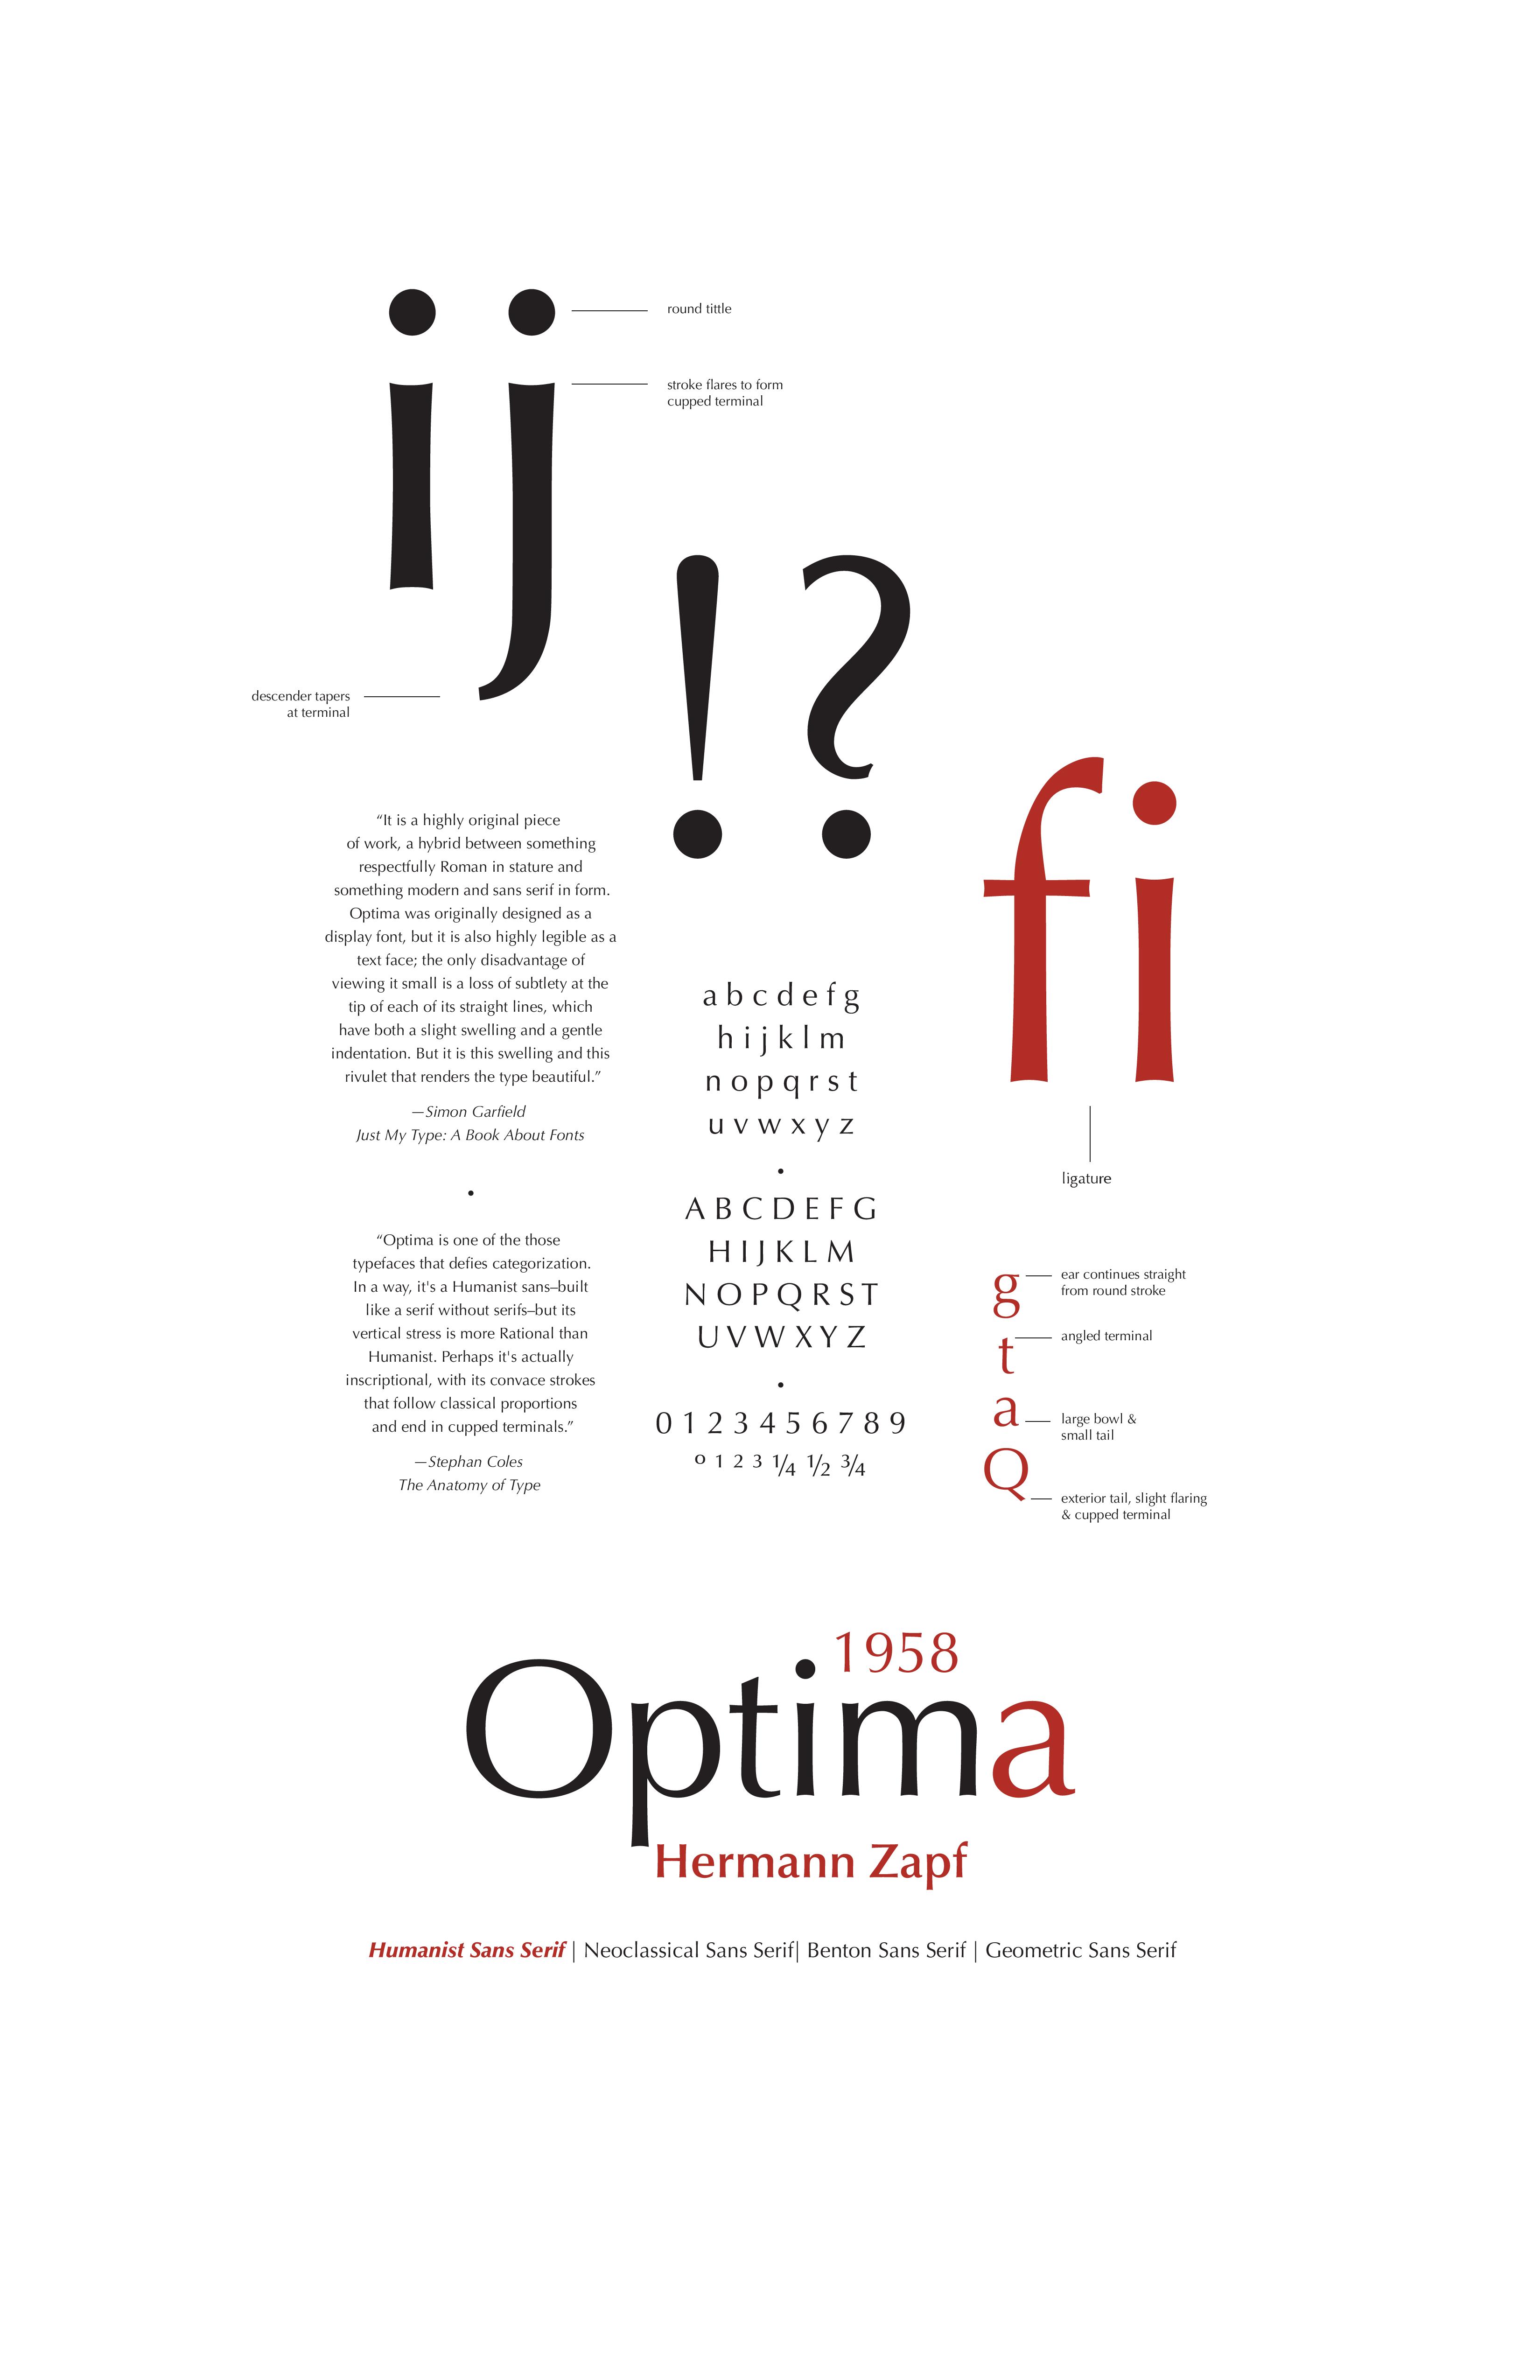 ij
round tittle
stroke flares to form
cupped terminal
descender tapers
at terminal
!?
“It is a highly original piece
of work, a hybrid between something
respectfully Roman in stature and
something modern and sans serif in form.
Optima was originally designed as a
display font, but it is also highly legible as a
text face; the only disadvantage of
viewing it small is a loss of subtlety at the
tip of each of its straight lines, which
have both a slight swelling and a gentle
indentation. But it is this swelling and this
rivulet that renders the type beautiful.”
—Simon Garfield
Just My Type: A Book About Fonts
•
“Optima is one of the those
typefaces that defies categorization.
In a way, it's a Humanist sans–built
like a serif without serifs–but its
vertical stress is more Rational than
Humanist. Perhaps it's actually
inscriptional, with its convace strokes
that follow classical proportions
and end in cupped terminals.”
—Stephan Coles
The Anatomy of Type
a b c d e f g
h i j k l m
n o p q r s t
u v w x y z
•
A B C D E F G
H I J K L M
N O P Q R S T
U V W X Y Z
•
0 1 2 3 4 5 6 7 8 9
º ¹ ² ³ ¼ ½ ¾
fi
ligature
g
ear continues straight
from round stroke
t
angled terminal
a
large bowl &
small tail
Q
exterior tail, slight flaring
& cupped terminal
1958
Optima
Hermann Zapf
Humanist Sans Serif | Neoclassical Sans Serif| Benton Sans Serif | Geometric Sans Serif